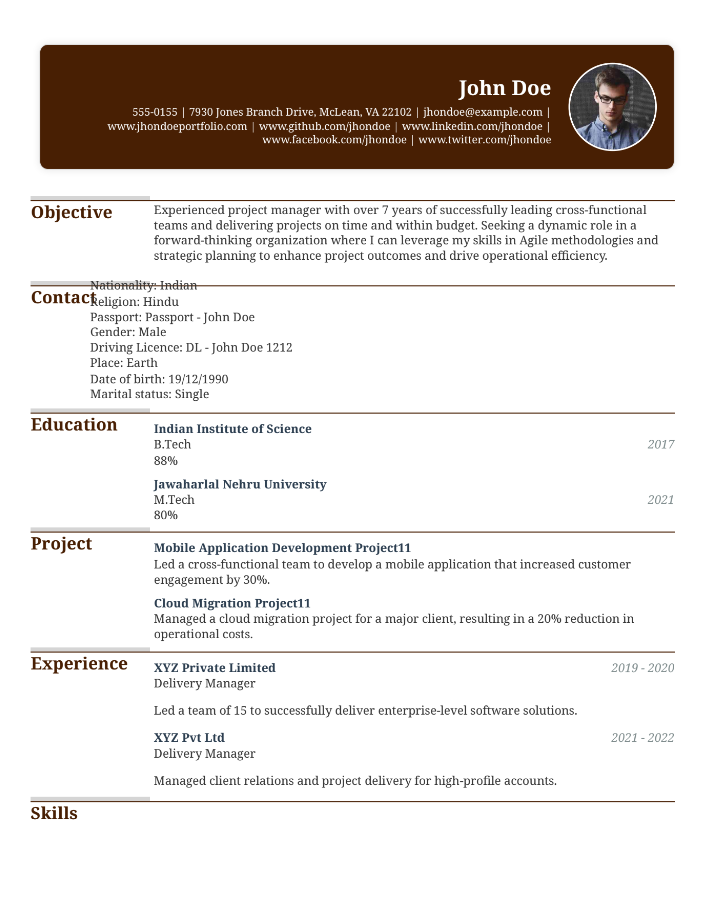 John Doe
555-0155 | 7930 Jones Branch Drive, McLean, VA 22102 | jhondoe@example.com |
www.jhondoeportfolio.com | www.github.com/jhondoe | www.linkedin.com/jhondoe |
www.facebook.com/jhondoe | www.twitter.com/jhondoe
Objective
Experienced project manager with over 7 years of successfully leading cross-functional
teams and delivering projects on time and within budget. Seeking a dynamic role in a
forward-thinking organization where I can leverage my skills in Agile methodologies and
strategic planning to enhance project outcomes and drive operational efficiency.
Contact
Nationality: Indian
Religion: Hindu
Passport: Passport - John Doe
Gender: Male
Driving Licence: DL - John Doe 1212
Place: Earth
Date of birth: 19/12/1990
Marital status: Single
Education
Indian Institute of Science
B.Tech 2017
88%
Jawaharlal Nehru University
M.Tech 2021
80%
Project
Mobile Application Development Project11
Led a cross-functional team to develop a mobile application that increased customer
engagement by 30%.
Cloud Migration Project11
Managed a cloud migration project for a major client, resulting in a 20% reduction in
operational costs.
Experience
XYZ Private Limited 2019 - 2020
Delivery Manager
Led a team of 15 to successfully deliver enterprise-level software solutions.
XYZ Pvt Ltd 2021 - 2022
Delivery Manager
Managed client relations and project delivery for high-profile accounts.
Skills